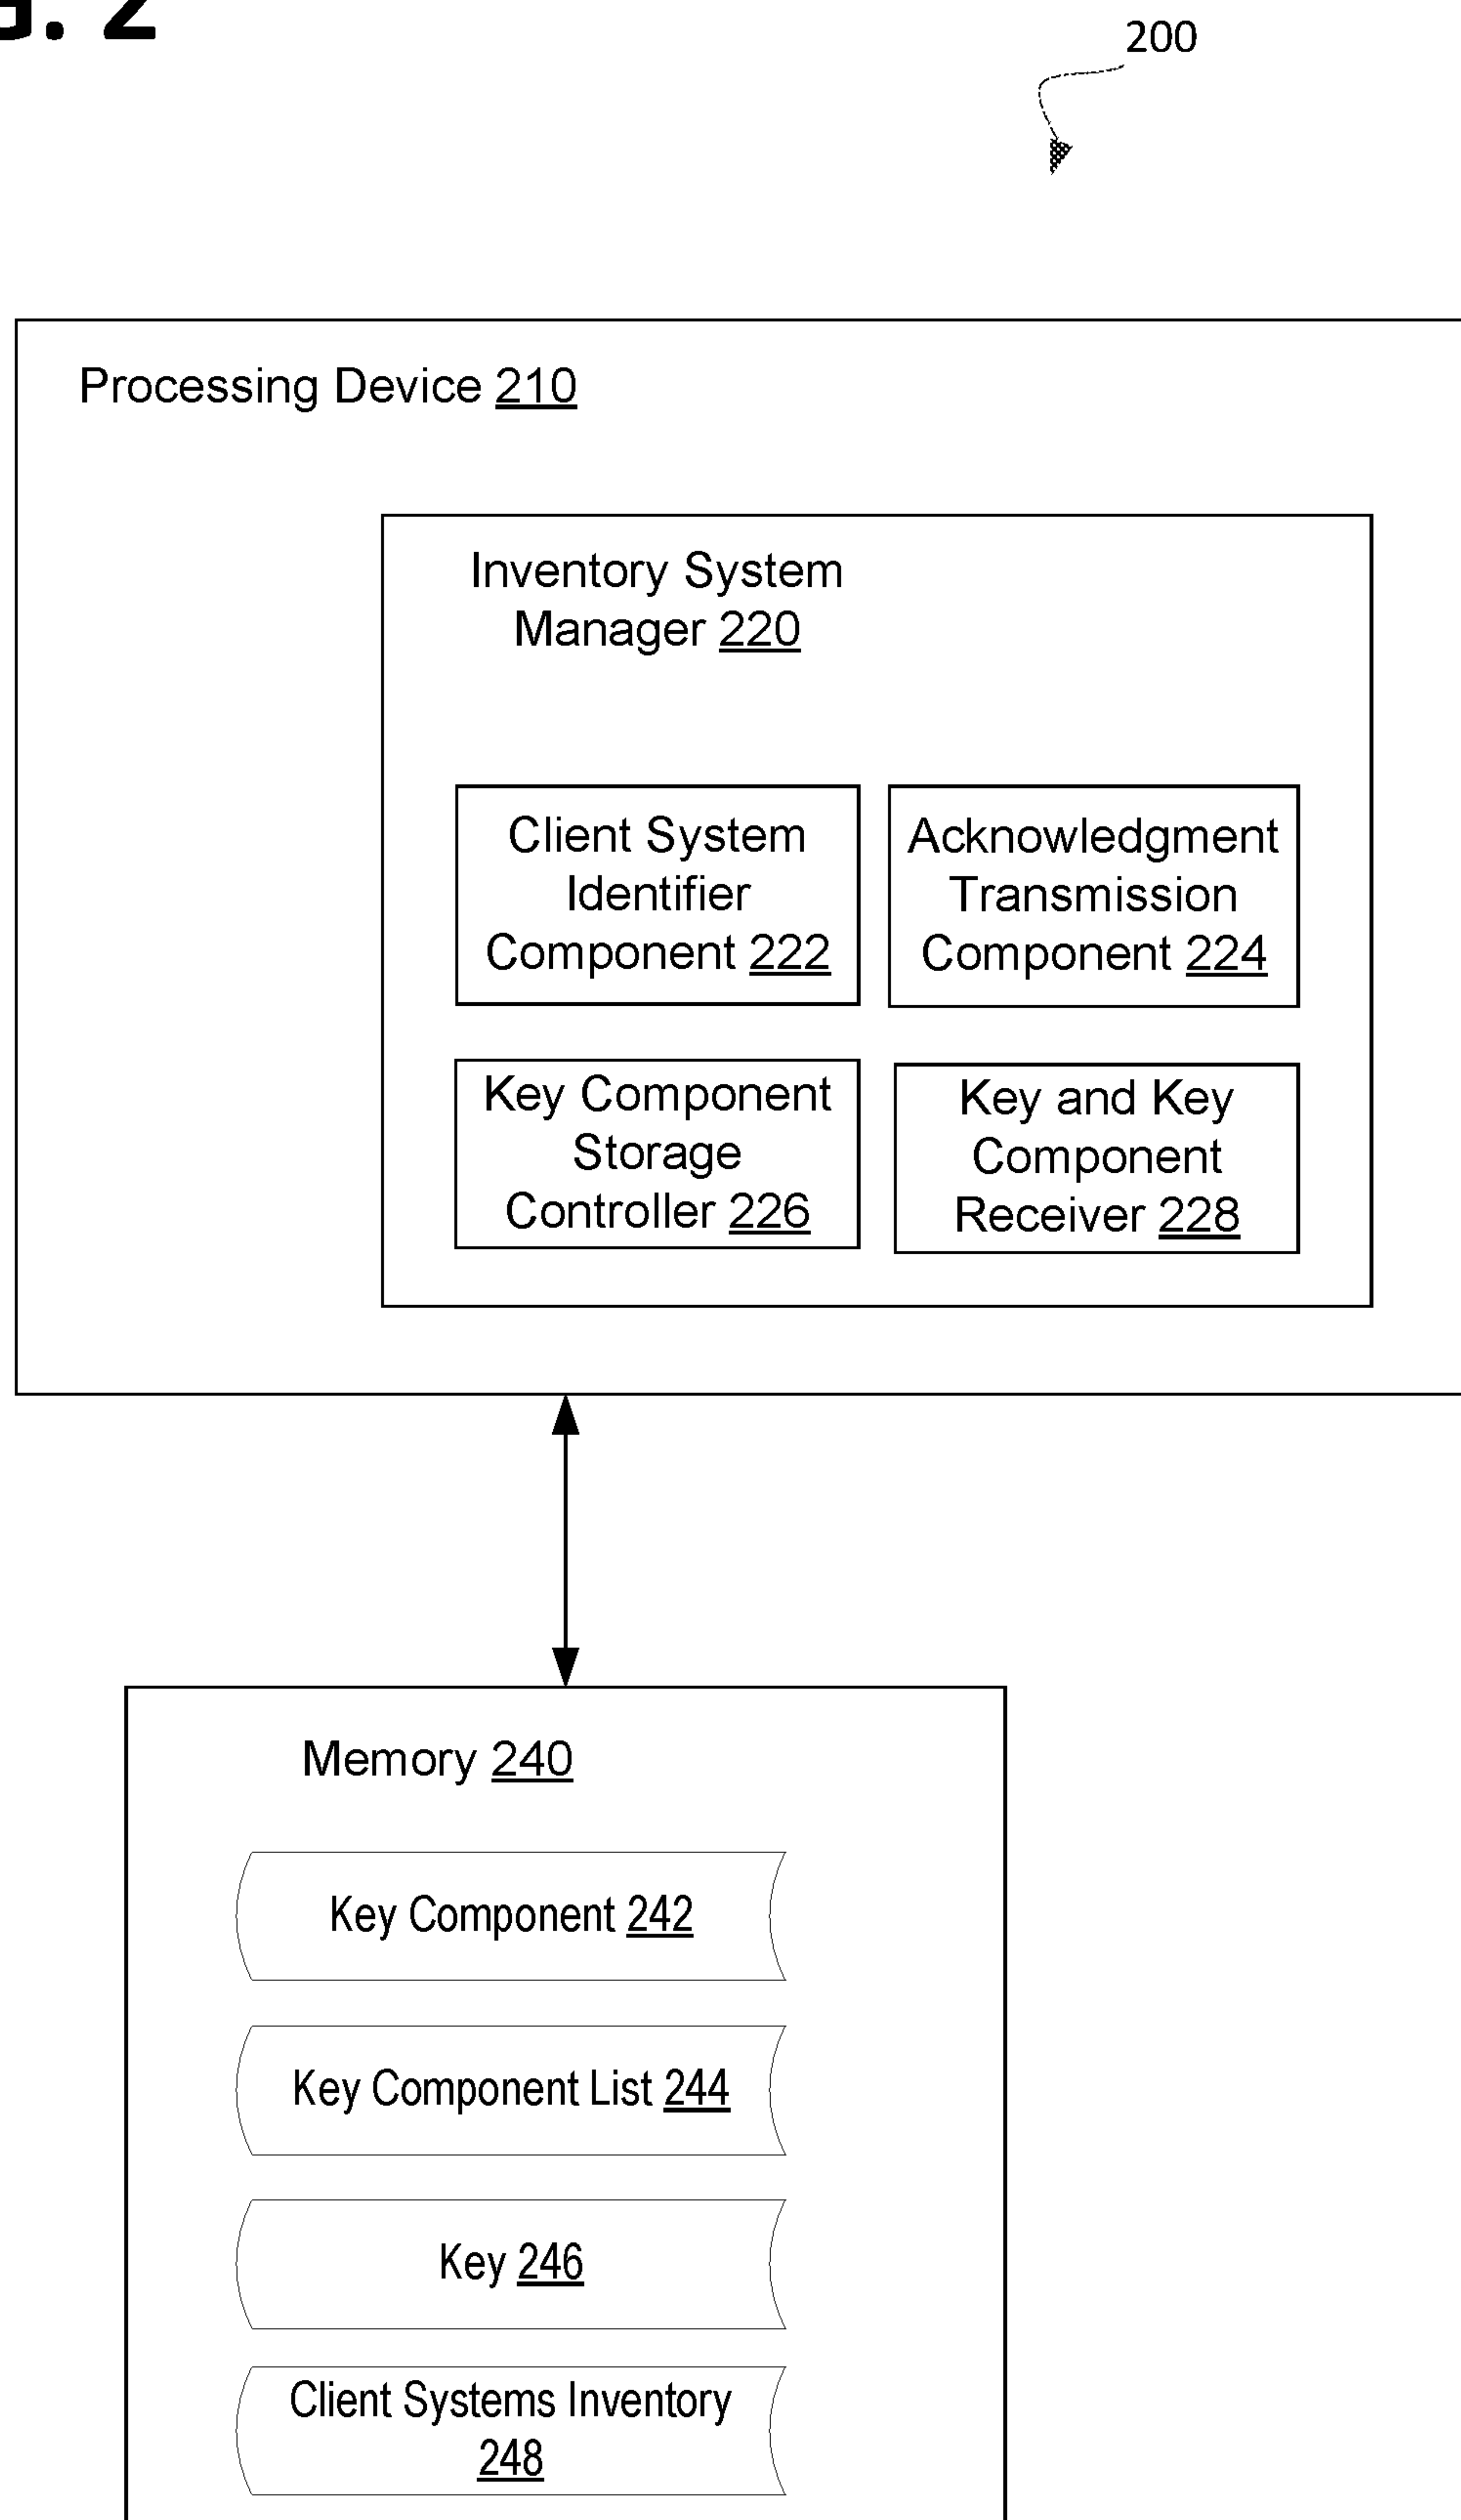 g. 2
200
Processing Device 210
Inventory System
Manager 220
Client System
Identifier
Component 222
Acknowledgment
Transmission
Component 224
Key Component
Storage
Controller 226
Key and Key
Component
Receiver 228
Memory 240
Key Component 242
Key Component List 244
Key 246
Client Systems Inventory
248